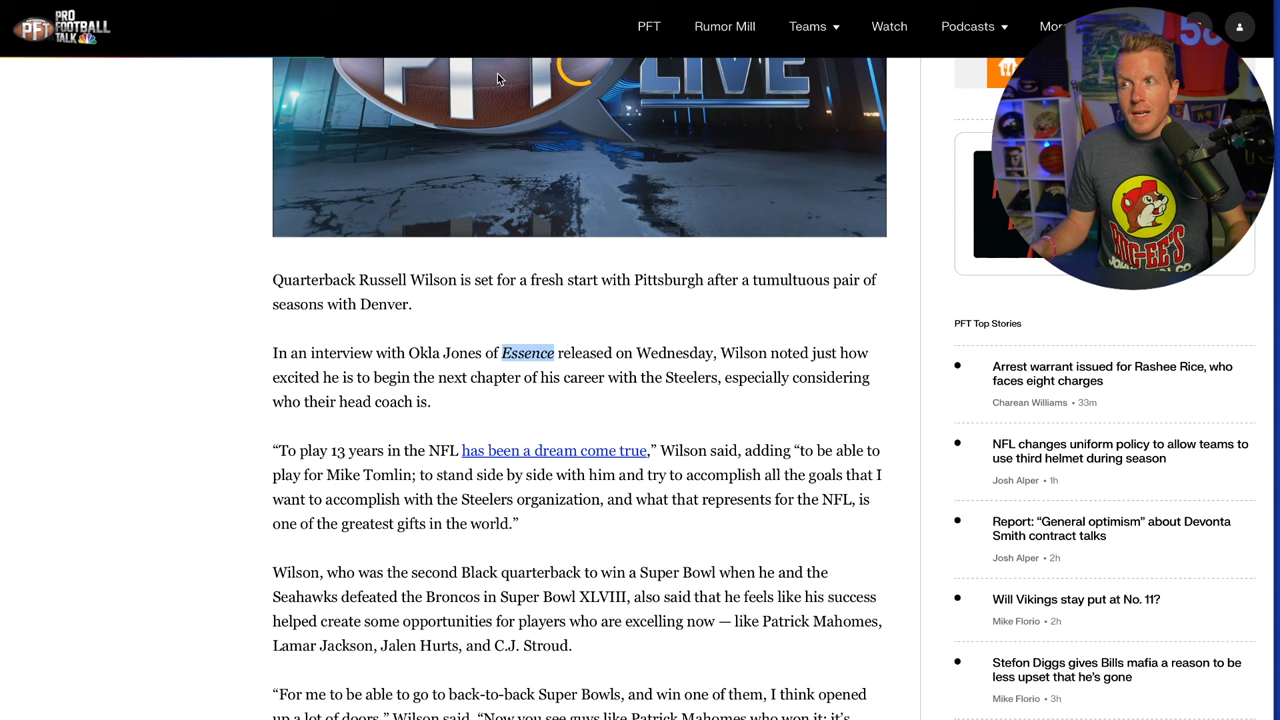 PFT
PRO
FOOTBALL
TALK
PFT
Rumor Mill
Teams
Watch
Podcasts
LIVE
Quarterback Russell Wilson is set for a fresh start with Pittsburgh after a tumultuous pair of
seasons with Denver.
In an interview with Okla Jones of Essence released on Wednesday, Wilson noted just how
excited he is to begin the next chapter of his career with the Steelers, especially considering
who their head coach is.
“To play 13 years in the NFL has been a dream come true,” Wilson said, adding “to be able to
play for Mike Tomlin; to stand side by side with him and try to accomplish all the goals that I
want to accomplish with the Steelers organization, and what that represents for the NFL, is
one of the greatest gifts in the world.”
Wilson, who was the second Black quarterback to win a Super Bowl when he and the
Seahawks defeated the Broncos in Super Bowl XLVIII, also said that he feels like his success
helped create some opportunities for players who are excelling now — like Patrick Mahomes,
Lamar Jackson, Jalen Hurts, and C.J. Stroud.
“For me to be able to go to back-to-back Super Bowls, and win one of them, I think opened
up a lot of doors,” Wilson said. “Now you see guys like Patrick Mahomes who won it; it’s
PFT Top Stories
Arrest warrant issued for Rashee Rice, who
faces eight charges
Charean Williams • 33m
NFL changes uniform policy to allow teams to
use third helmet during season
Josh Alper • 1h
Report: “General optimism” about Devonta
Smith contract talks
Josh Alper • 2h
Will Vikings stay put at No. 11?
Mike Florio • 2h
Stefon Diggs gives Bills mafia a reason to be
less upset that he’s gone
Mike Florio • 3h